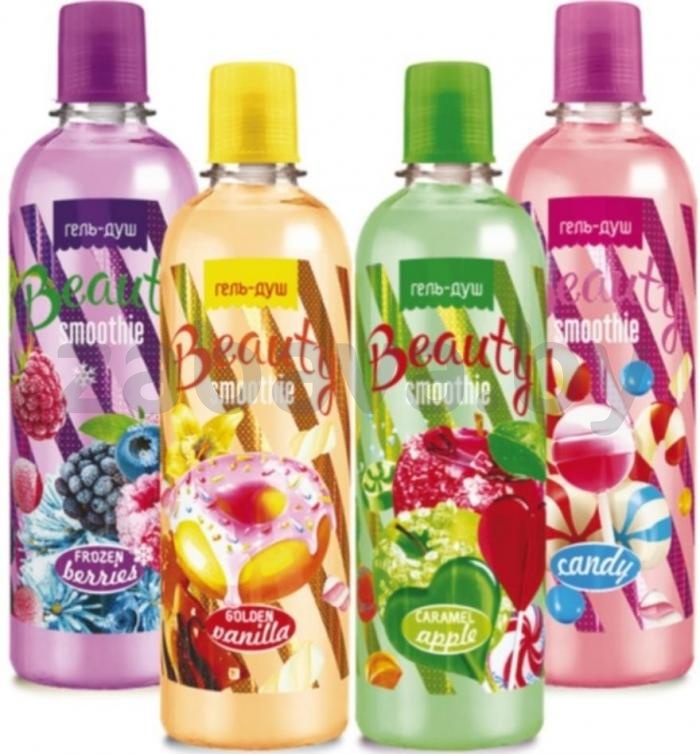 гель-душ
Beauty
smoothie
FROZEN
berries
гель-душ
Beauty
smoothie
GOLDEN
vanilla
гель-душ
Beauty
smoothie
CARAMEL
apple
гель-душ
Beauty
smoothie
candy